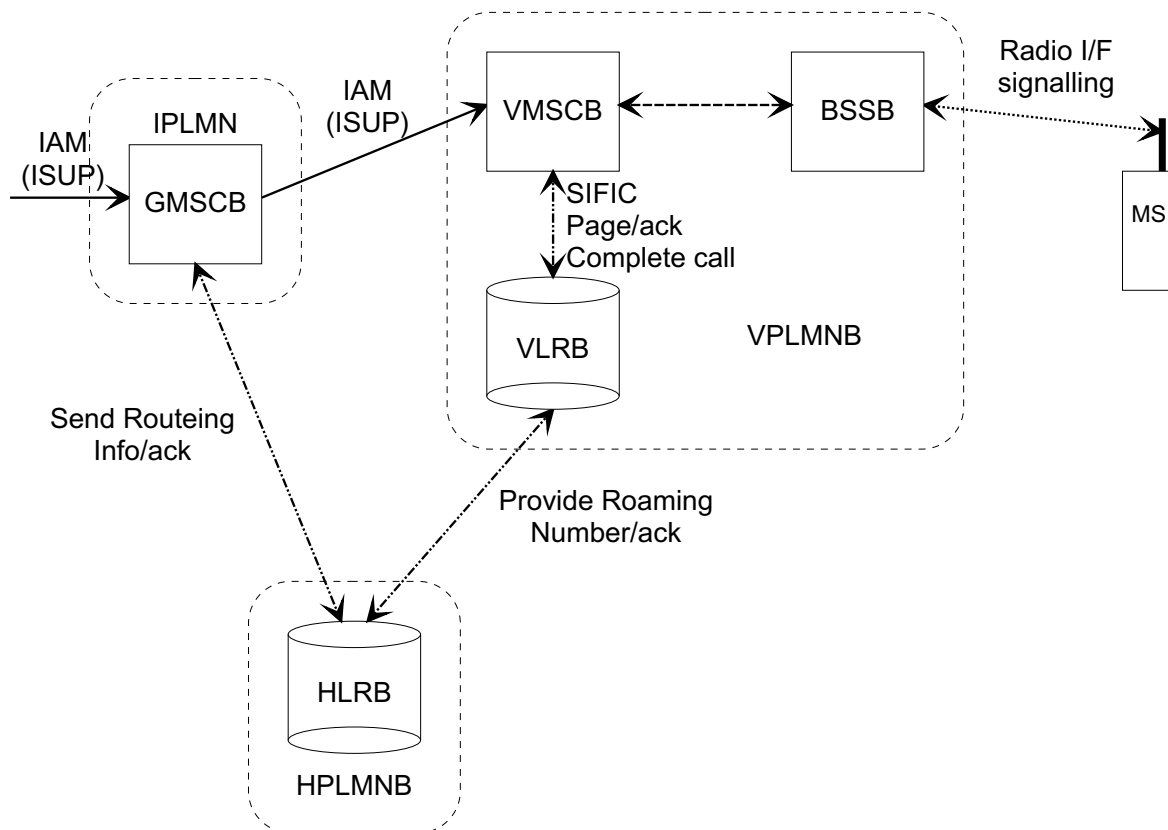 Radio I/F
signalling
IAM
(ISUP)
IPLMN
IAM
(ISUP)
GMSCB
VMSCB
BSSB
MS
SIFIC
Page/ack
Complete call
VLRB
VPLMNB
Send Routeing
Info/ack
Provide Roaming
Number/ack
HLRB
HPLMNB